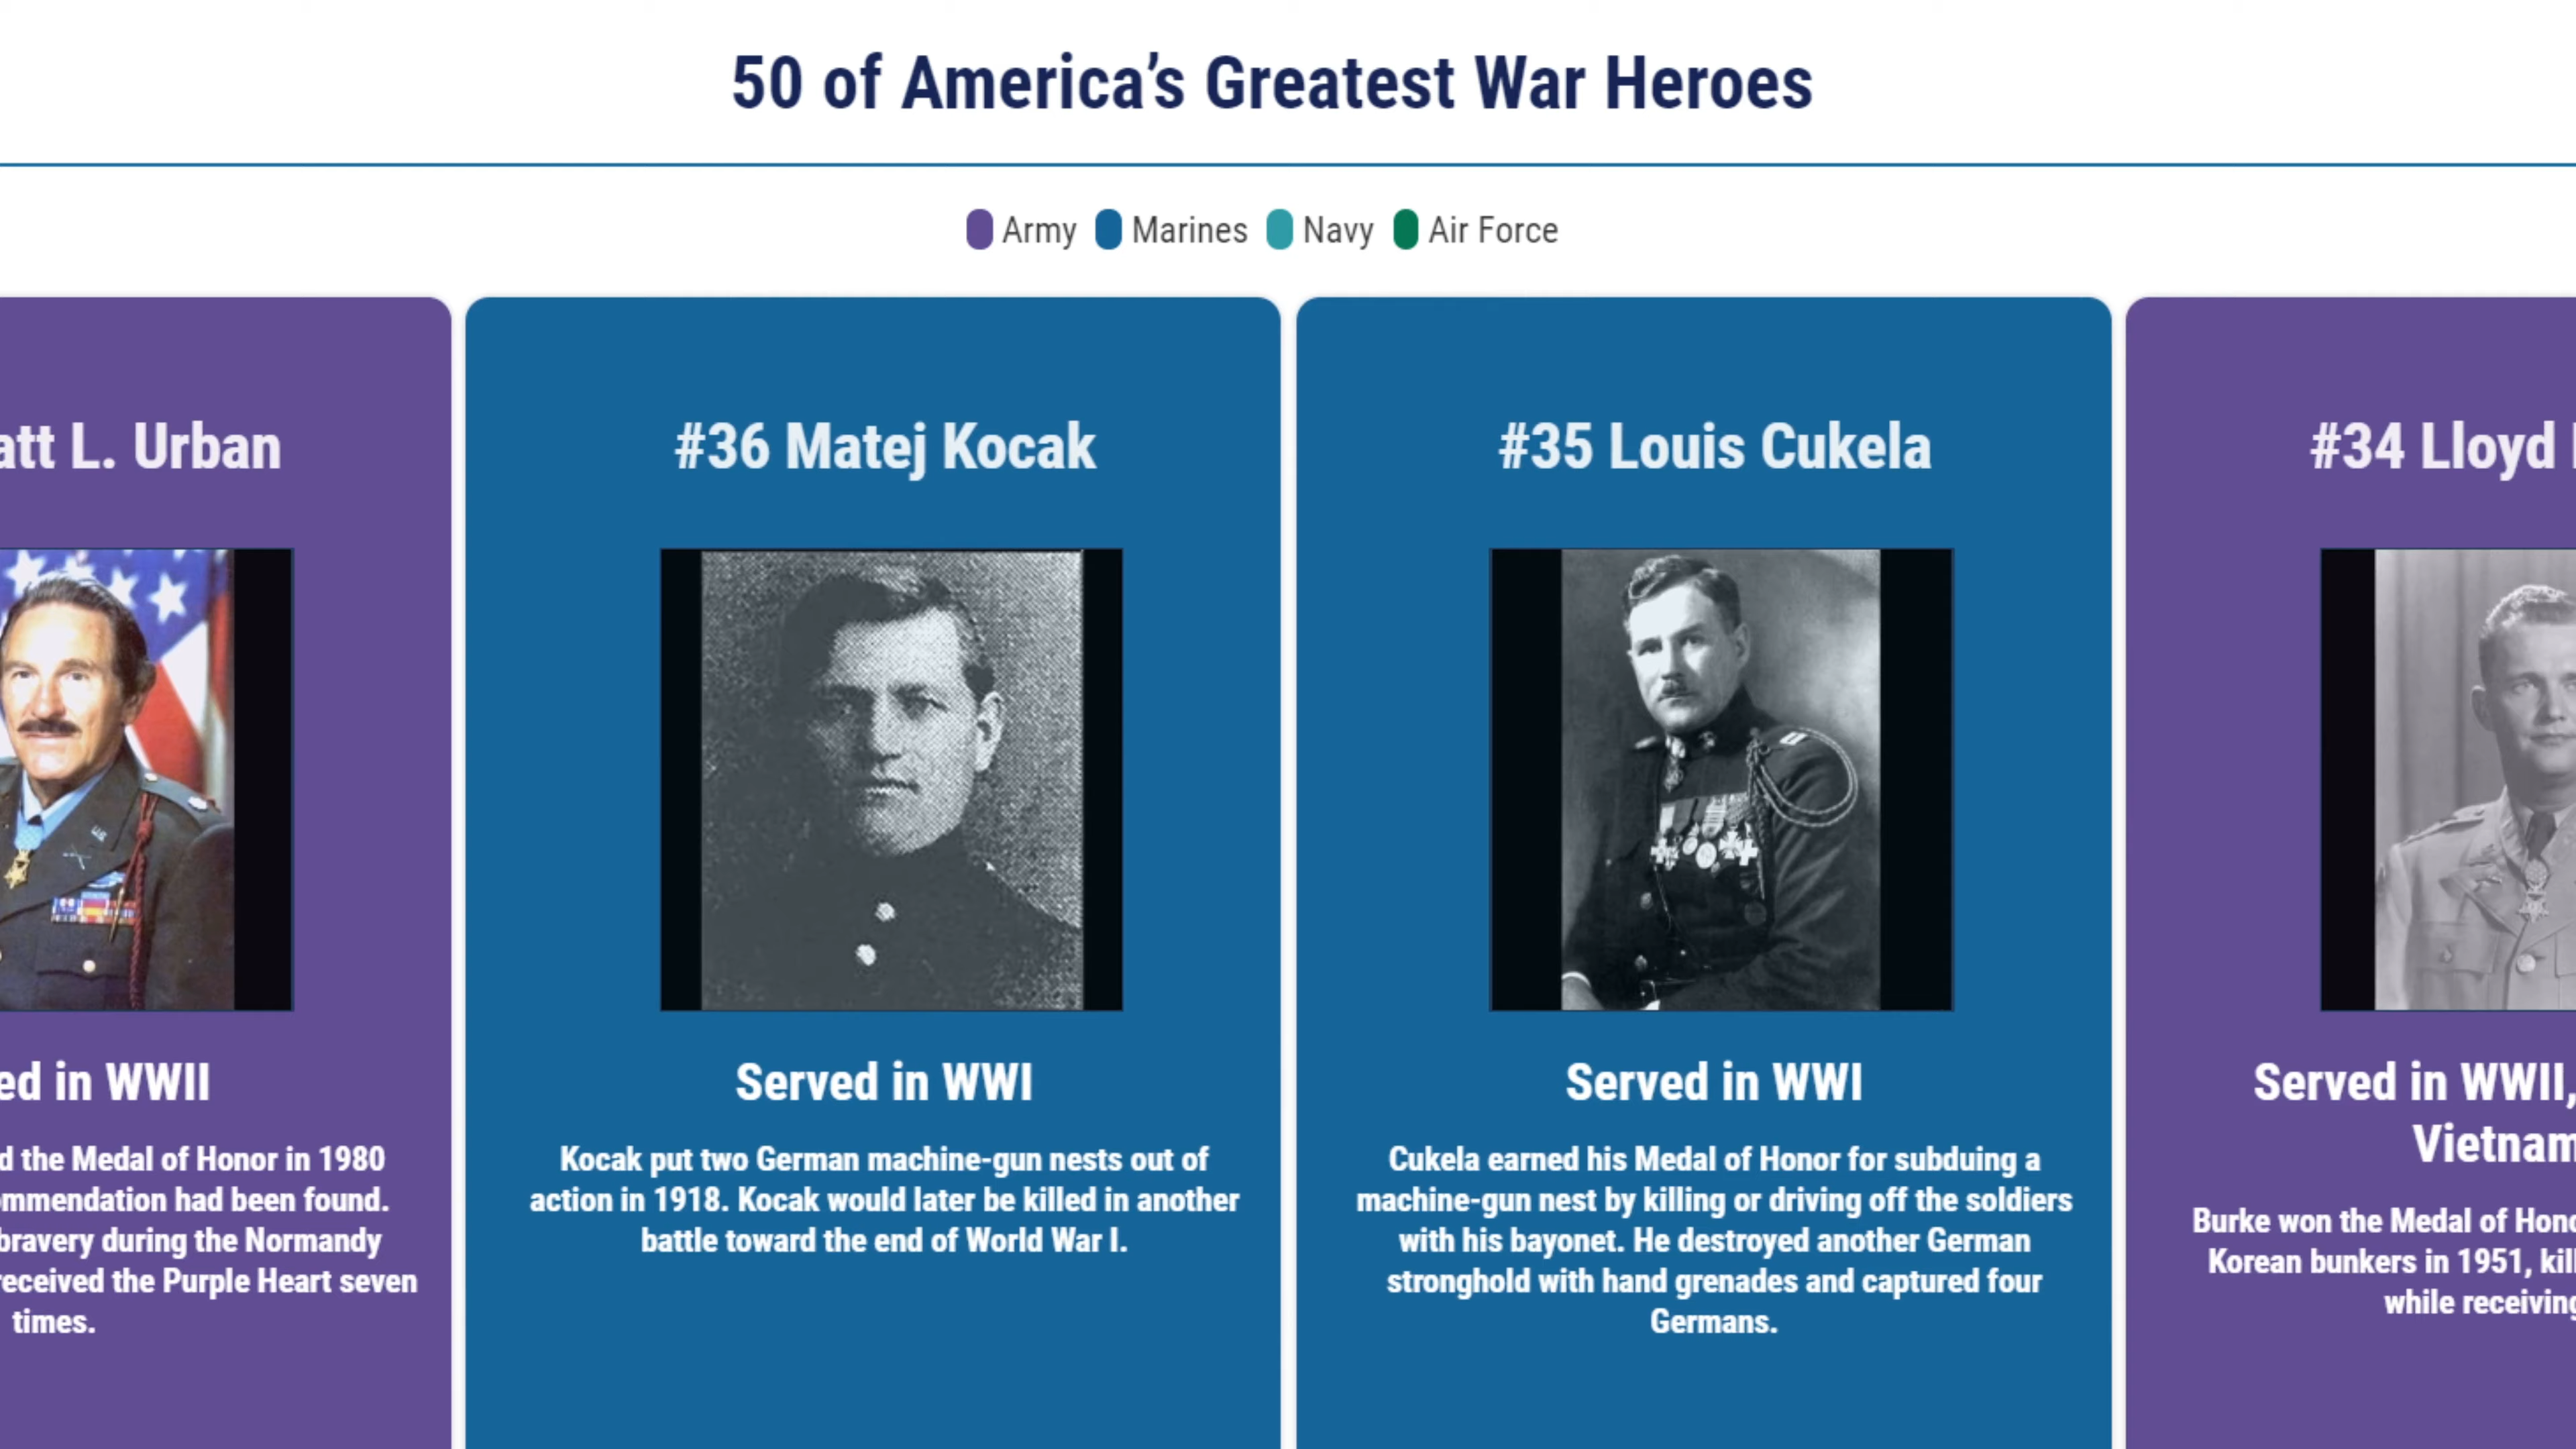 50 of America’s Greatest War Heroes
Army Marines Navy Air Force
att L. Urban
ed in WWII
d the Medal of Honor in 1980
mmendation had been found.
bravery during the Normandy
received the Purple Heart seven
times.
#36 Matej Kocak
Served in WWI
Kocak put two German machine-gun nests out of
action in 1918. Kocak would later be killed in another
battle toward the end of World War I.
#35 Louis Cukela
Served in WWI
Cukela earned his Medal of Honor for subduing a
machine-gun nest by killing or driving off the soldiers
with his bayonet. He destroyed another German
stronghold with hand grenades and captured four
Germans.
#34 Lloyd
Served in WWII,
Vietnam
Burke won the Medal of Hono
Korean bunkers in 1951, kil
while receiving